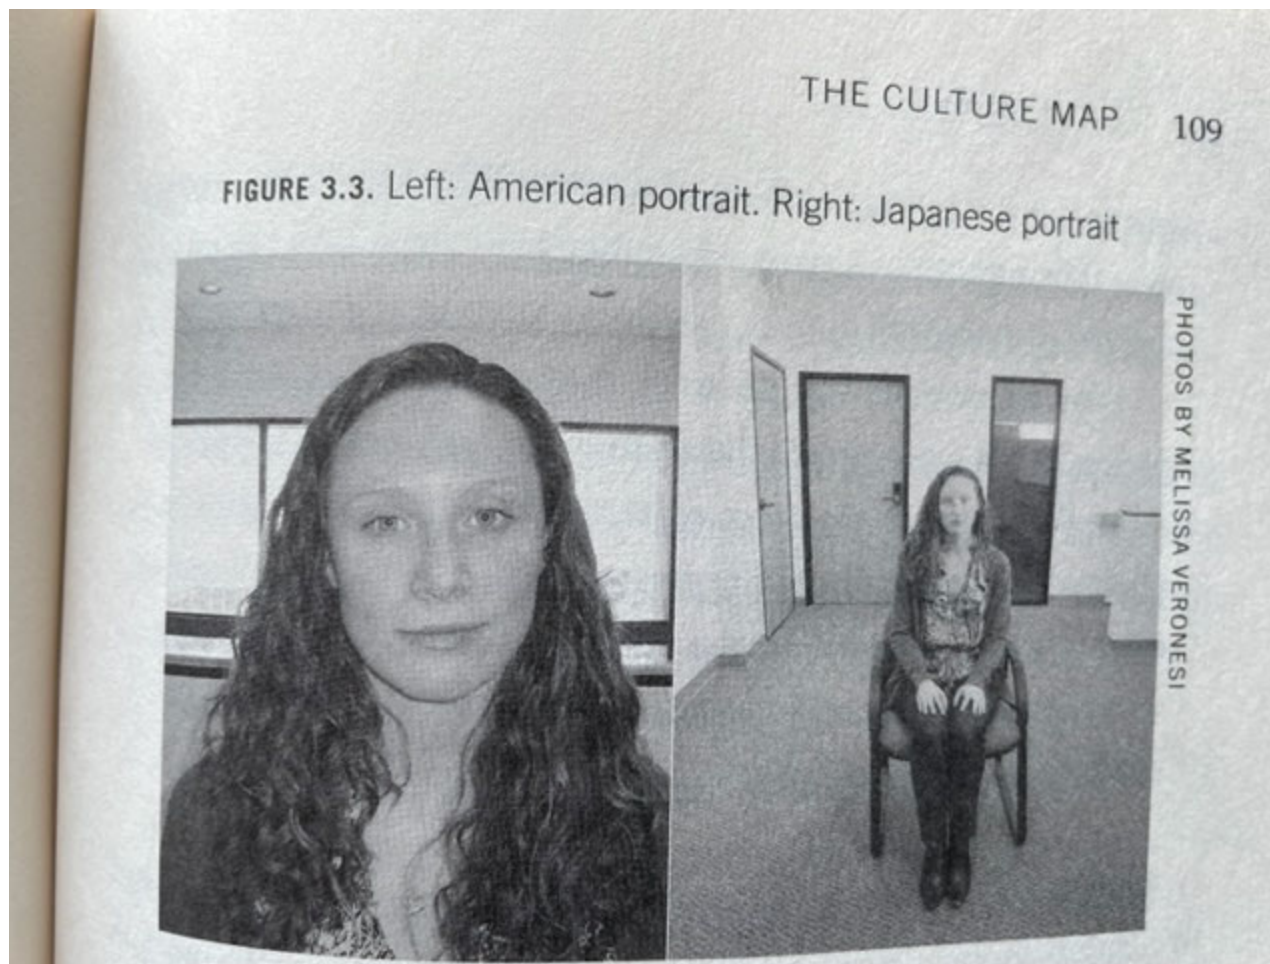 THE CULTURE MAP 109
FIGURE 3.3. Left: American portrait. Right: Japanese portrait
PHOTOS BY MELISSA VERONESI